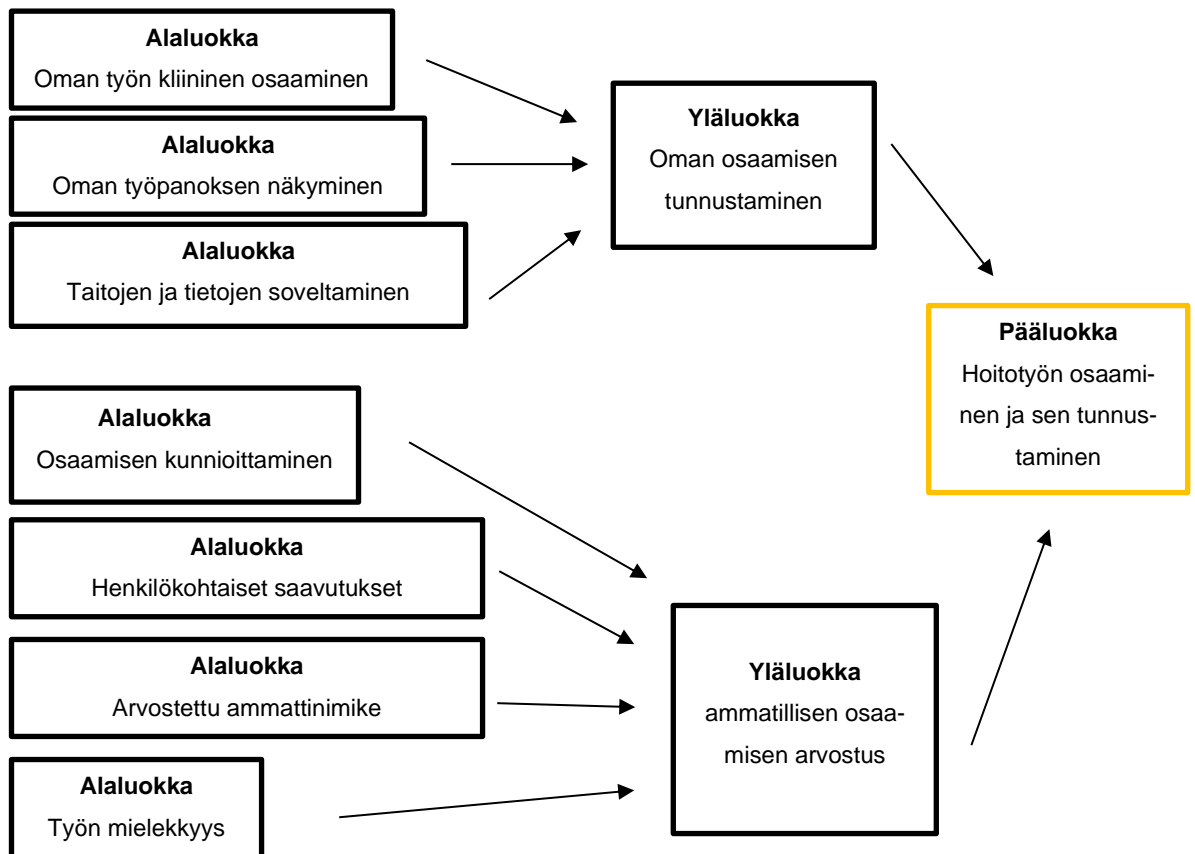 Alaluokka
Oman työn kliininen osaaminen
Alaluokka
Oman työpanoksen näkyminen
Alaluokka
Taitojen ja tietojen soveltaminen
Yläluokka
Oman osaamisen
tunnustaminen
Pääluokka
Hoitotyön osaami-
nen ja sen tunnus-
taminen
Alaluokka
Osaamisen kunnioittaminen
Alaluokka
Henkilökohtaiset saavutukset
Alaluokka
Arvostettu ammattinimike
Alaluokka
Työn mielekkyys
Yläluokka
ammatillisen osaa-
misen arvostus